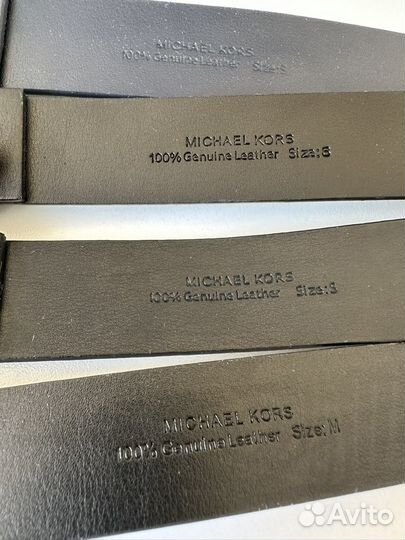 MICHAEL KORS
100% Genuine Leather Size: S
MICHAEL KORS
100% Genuine Leather Size: S
MICHAEL KORS
100% Genuine Leather Size: S
MICHAEL KORS
100% Genuine Leather Size: M
Avito